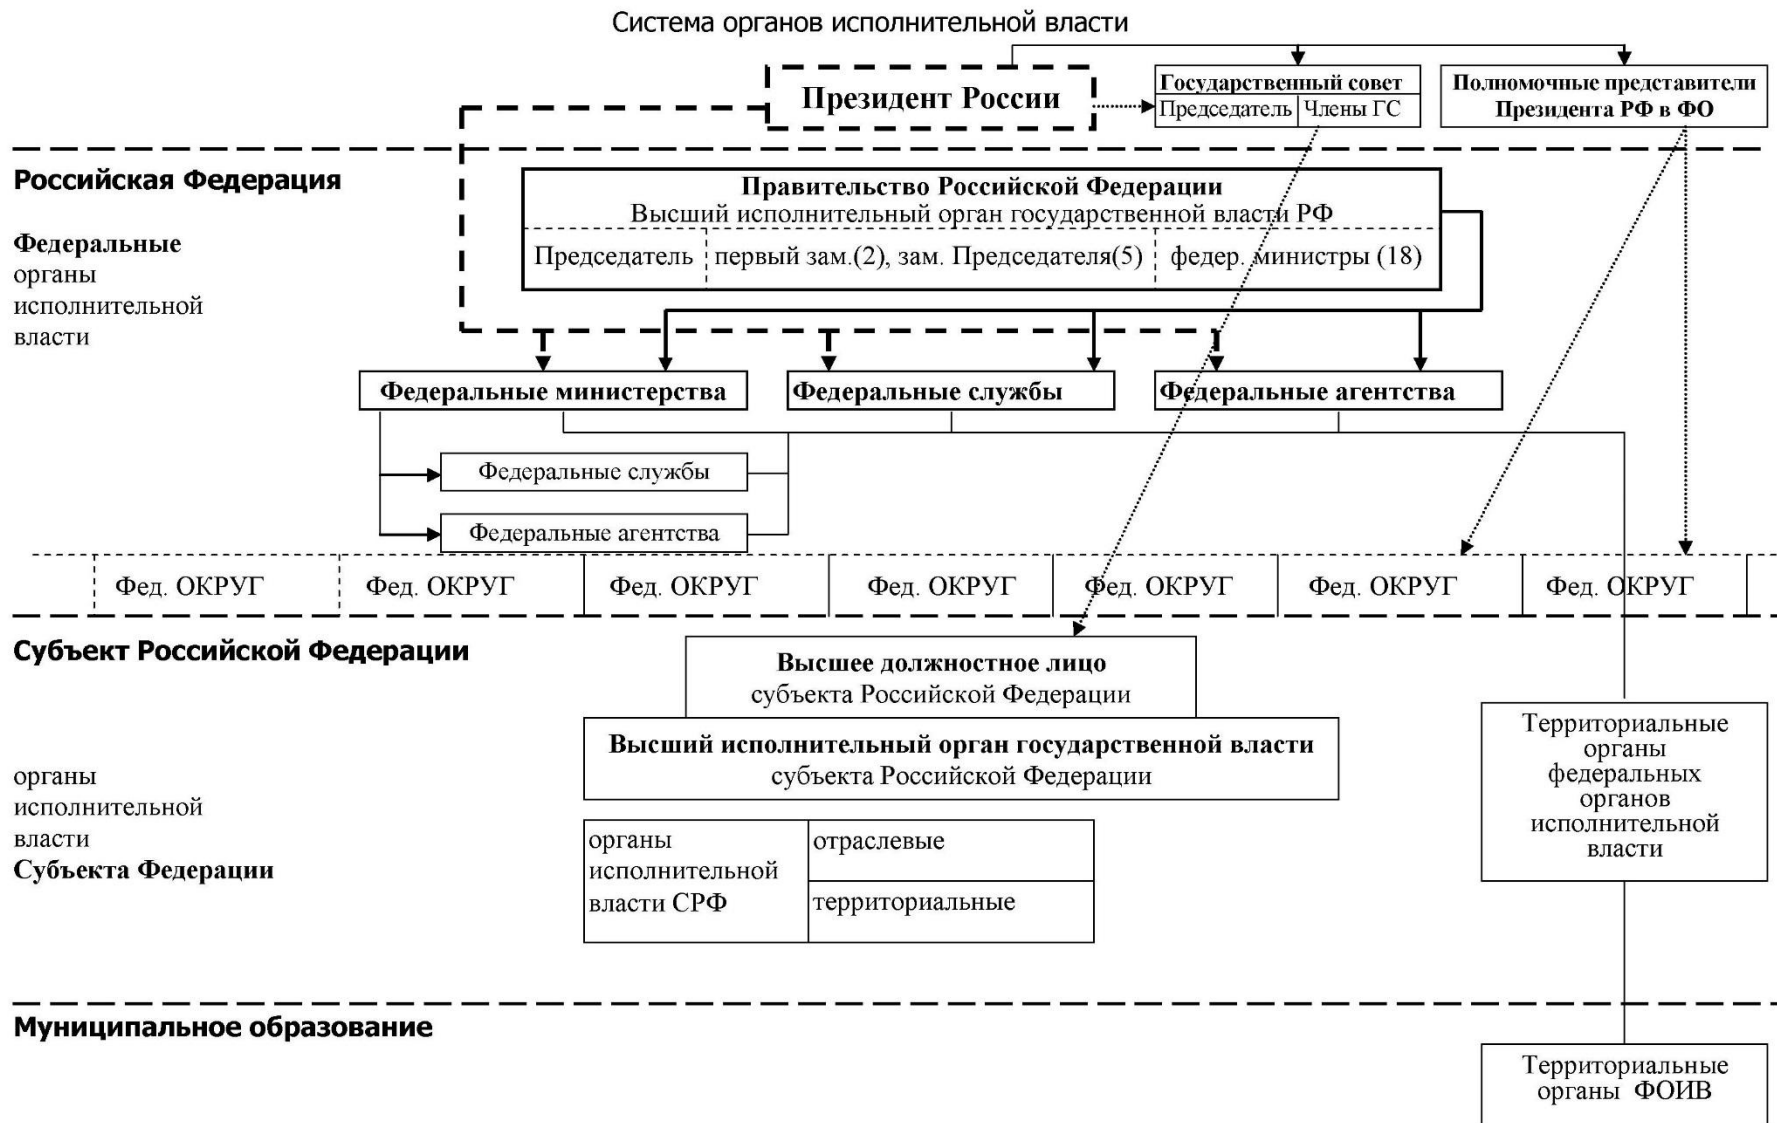 Система органов исполнительной власти
Президент России
Государственный совет
Председатель
Члены ГС
Полномочные представители
Президента РФ в ФО
Российская Федерация
Федеральные
органы
исполнительной
власти
Правительство Российской Федерации
Высший исполнительный орган государственной власти РФ
Председатель
первый зам.(2), зам. Председателя(5)
федер. министры (18)
Федеральные министерства
Федеральные службы
Федеральные агентства
Федеральные службы
Федеральные агентства
Фед. ОКРУГ
Фед. ОКРУГ
Фед. ОКРУГ
Фед. ОКРУГ
Фед. ОКРУГ
Фед. ОКРУГ
Фед. ОКРУГ
Субъект Российской Федерации
Высшее должностное лицо
субъекта Российской Федерации
Высший исполнительный орган государственной власти
субъекта Российской Федерации
органы
исполнительной
власти
Субъекта Федерации
органы
исполнительной
власти СРФ
отраслевые
территориальные
Территориальные
органы
федеральных
органов
исполнительной
власти
Муниципальное образование
Территориальные
органы ФОИВ